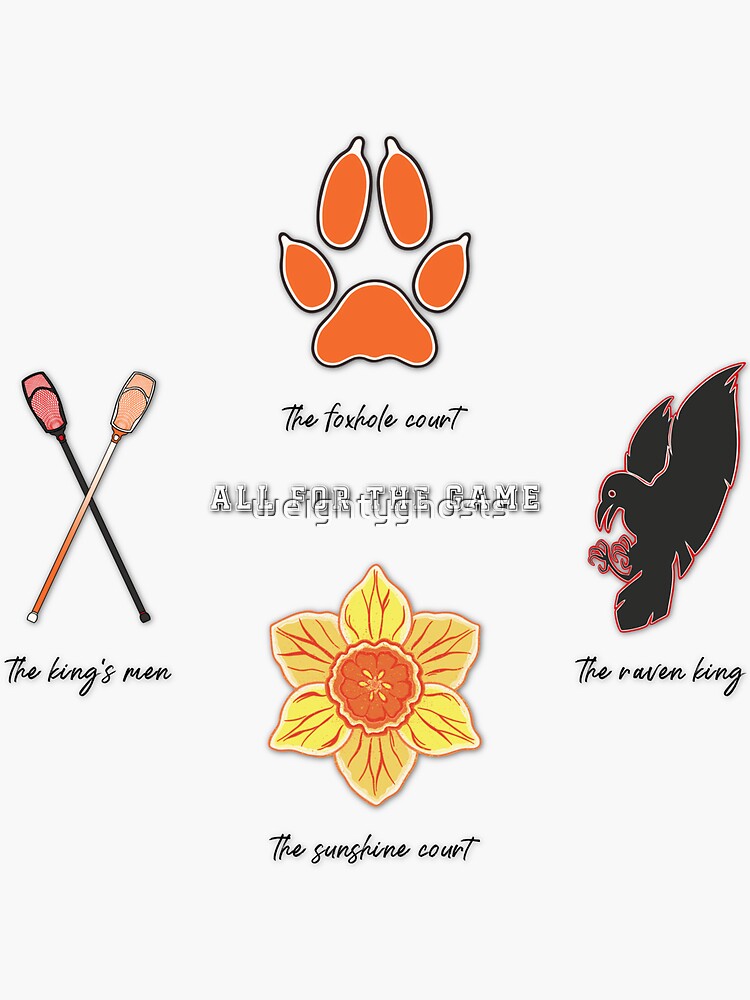 The foxhole court
ALL FOR THE GAME
weightyghosts
The king's men
The raven king
The sunshine court